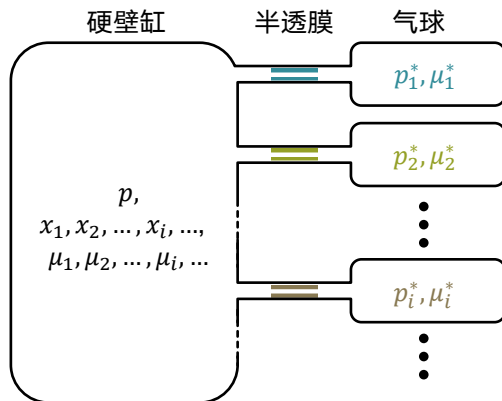 硬壁缸 半透膜 气球
p₁*, μ₁*
p₂*, μ₂*
p,
x₁, x₂, …, xᵢ, …,
μ₁, μ₂, …, μᵢ, …
pᵢ*, μᵢ*